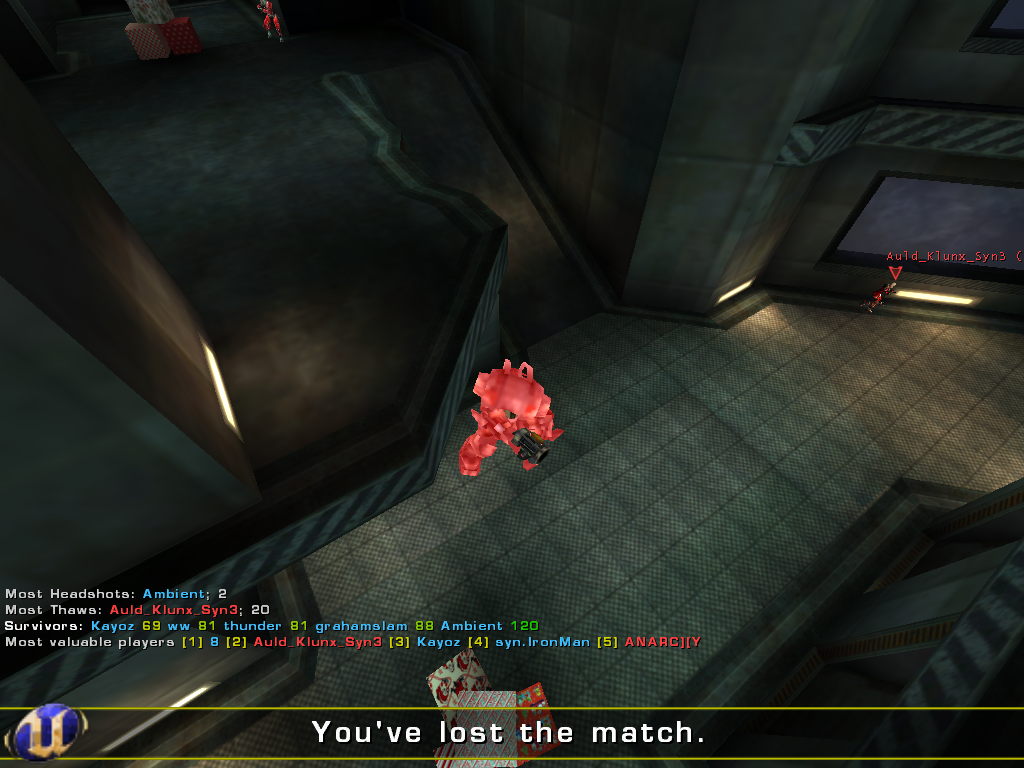 Auld_Klunx_Syn3 (
Most Headshots: Ambient; 2
Most Thaws: Auld_Klunx_Syn3; 20
Survivors: Kayoz 69 ww 81 thunder 81 grahamslam 88 Ambient 120
Most valuable players [1] 8 [2] Auld_Klunx_Syn3 [3] Kayoz [4] syn.IronMan [5] ANARC][Y
You've lost the match.